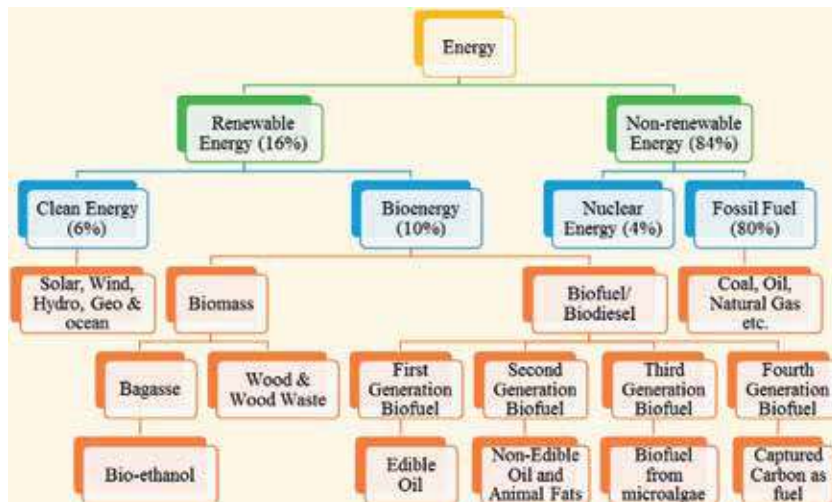 Energy
Renewable
Energy (16%)
Non-renewable
Energy (84%)
Clean Energy
(6%)
Bioenergy
(10%)
Nuclear
Energy (4%)
Fossil Fuel
(80%)
Solar, Wind,
Hydro, Geo &
ocean
Biomass
Biofuel/
Biodiesel
Coal, Oil,
Natural Gas
etc.
Bagasse
Wood &
Wood Waste
First
Generation
Biofuel
Second
Generation
Biofuel
Third
Generation
Biofuel
Fourth
Generation
Biofuel
Bio-ethanol
Edible
Oil
Non-Edible
Oil and
Animal Fats
Biofuel
from
microalgae
Captured
Carbon as
fuel